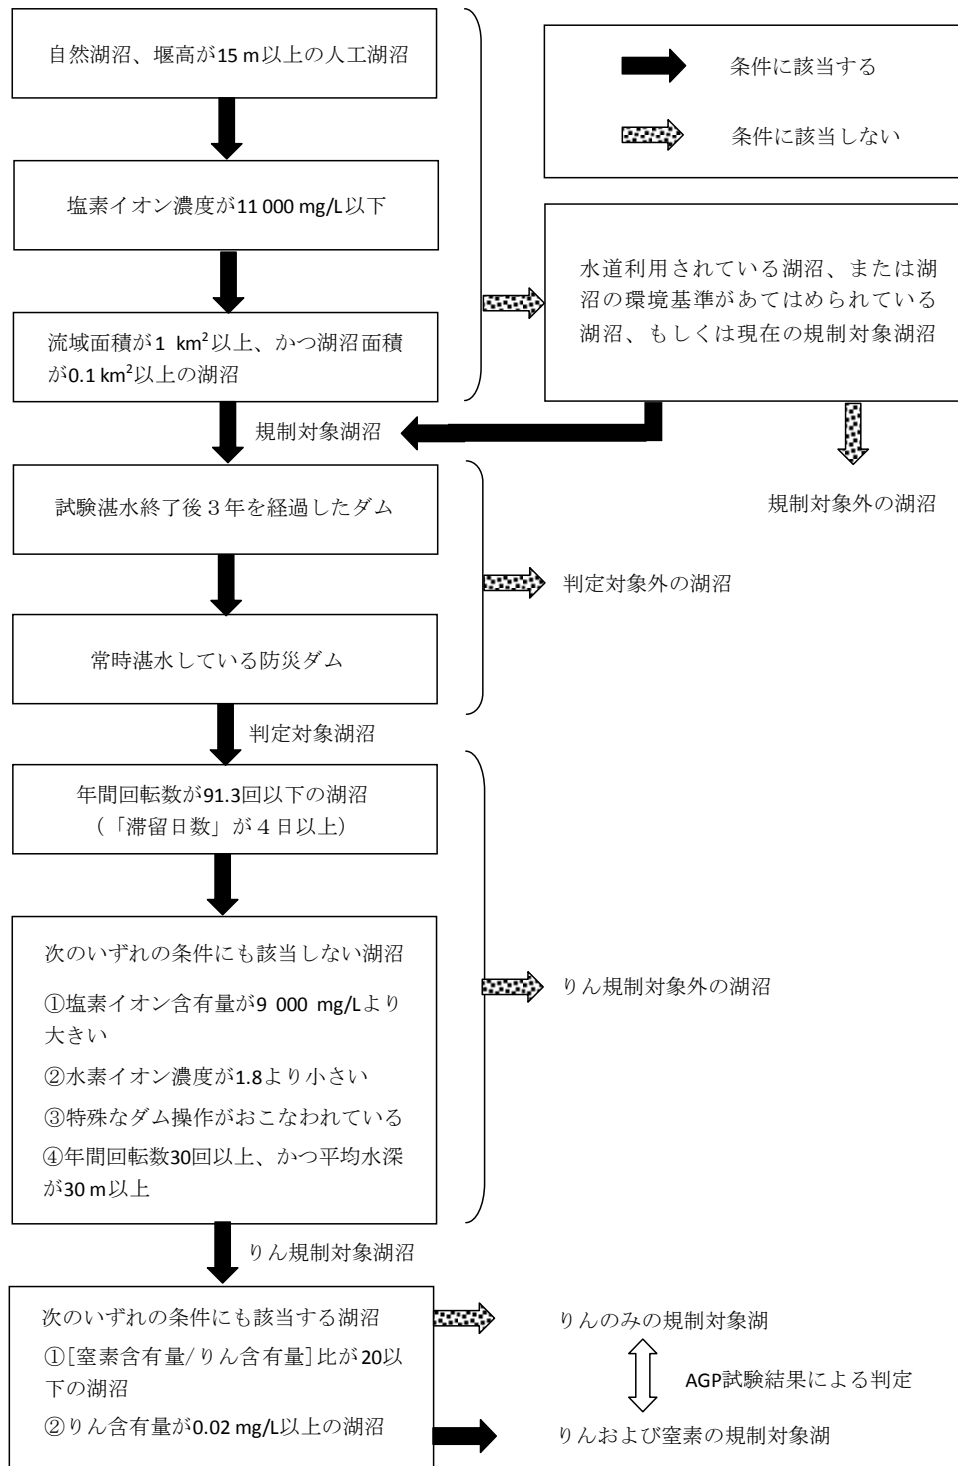 自然湖沼、堰高が15 m以上の人工湖沼
条件に該当する
条件に該当しない
塩素イオン濃度が11 000 mg/L以下
水道利用されている湖沼、または湖
沼の環境基準があてはめられている
湖沼、もしくは現在の規制対象湖沼
流域面積が1 km²以上、かつ湖沼面積
が0.1 km²以上の湖沼
規制対象湖沼
規制対象外の湖沼
試験湛水終了後３年を経過したダム
判定対象外の湖沼
常時湛水している防災ダム
判定対象湖沼
年間回転数が91.3回以下の湖沼
（「滞留日数」が４日以上）
次のいずれの条件にも該当しない湖沼
①塩素イオン含有量が9 000 mg/Lより
大きい
②水素イオン濃度が1.8より小さい
③特殊なダム操作がおこなわれている
④年間回転数30回以上、かつ平均水深
が30 m以上
りん規制対象外の湖沼
りん規制対象湖沼
次のいずれの条件にも該当する湖沼
①[窒素含有量/りん含有量]比が20以
下の湖沼
②りん含有量が0.02 mg/L以上の湖沼
りんのみの規制対象湖
AGP試験結果による判定
りんおよび窒素の規制対象湖